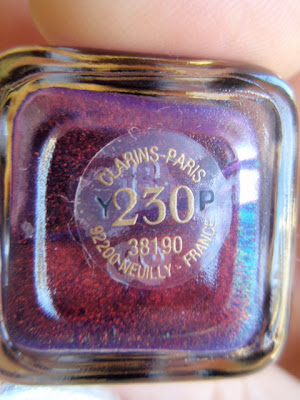 CLARINS-PARIS
Y 230 P
38190
92200-NEUILLY - FRANCE